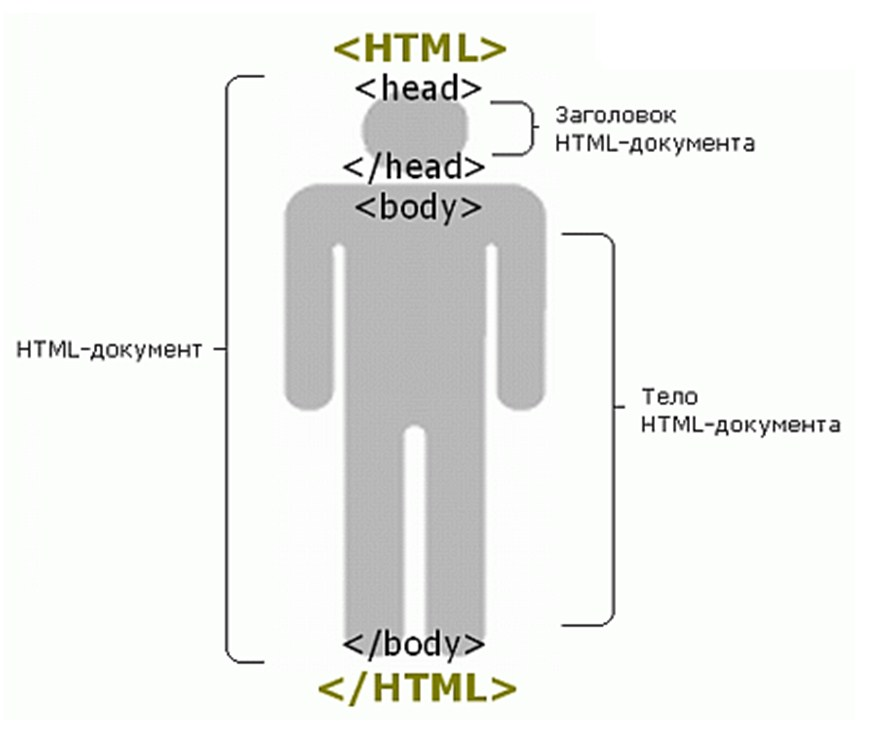 <HTML>
<head>
Заголовок
HTML-документа
</head>
<body>
HTML-документ
Тело
HTML-документа
</body>
</HTML>